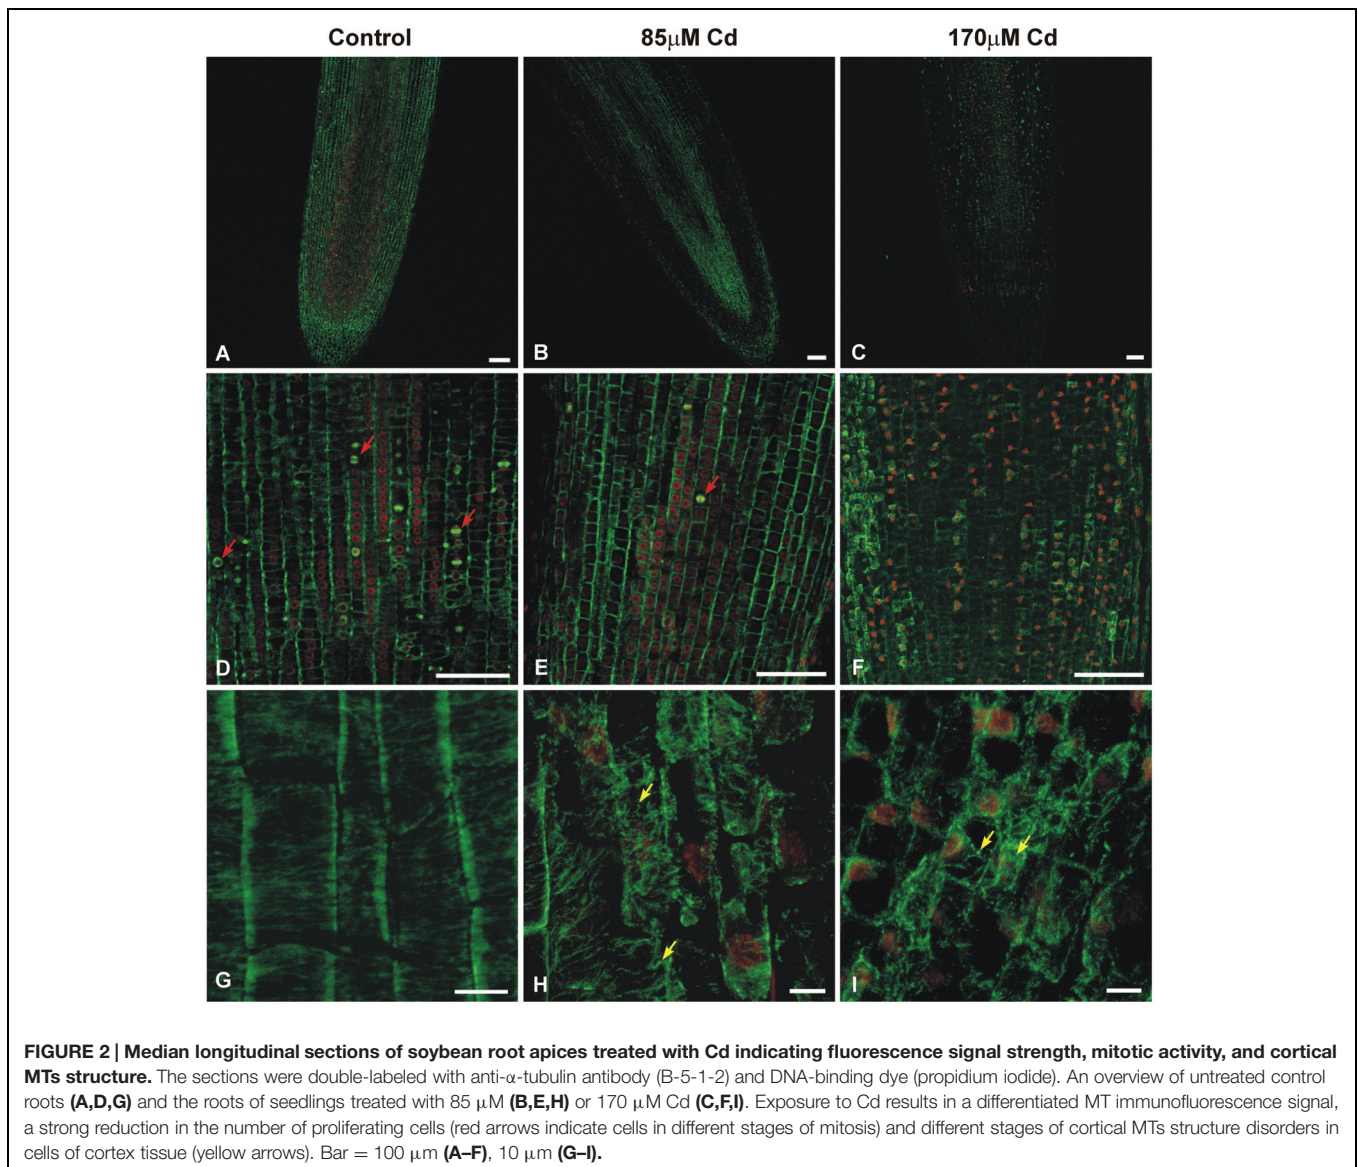 Control
85μM Cd
170μM Cd
A
B
C
D
E
F
G
H
I
FIGURE 2 | Median longitudinal sections of soybean root apices treated with Cd indicating fluorescence signal strength, mitotic activity, and cortical
MTs structure. The sections were double-labeled with anti-α-tubulin antibody (B-5-1-2) and DNA-binding dye (propidium iodide). An overview of untreated control
roots (A,D,G) and the roots of seedlings treated with 85 μM (B,E,H) or 170 μM Cd (C,F,I). Exposure to Cd results in a differentiated MT immunofluorescence signal,
a strong reduction in the number of proliferating cells (red arrows indicate cells in different stages of mitosis) and different stages of cortical MTs structure disorders in
cells of cortex tissue (yellow arrows). Bar = 100 μm (A–F), 10 μm (G–I).